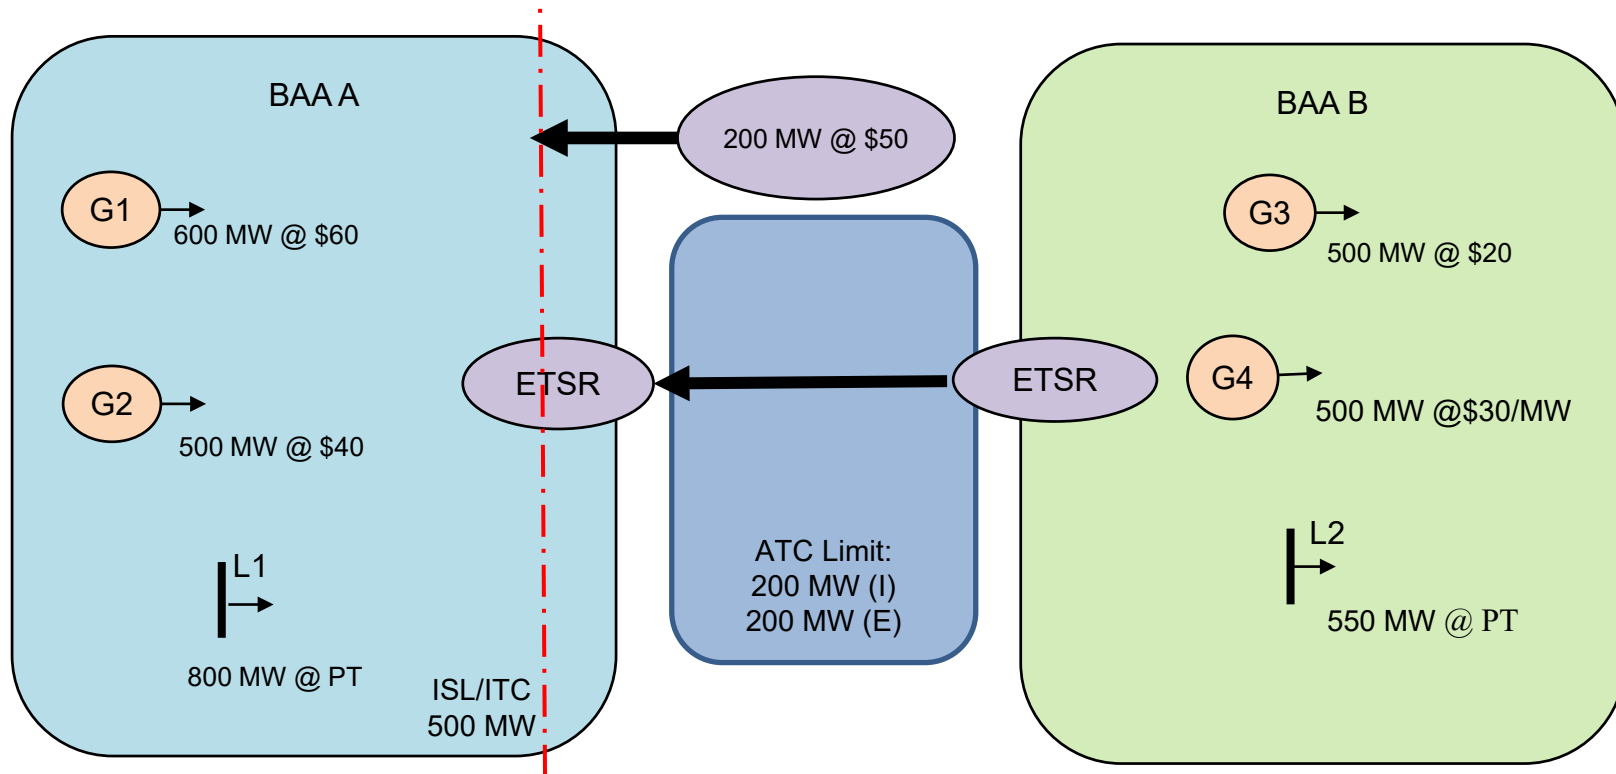 BAA A
G1
600 MW @ $60
G2
500 MW @ $40
L1
800 MW @ PT
ISL/ITC
500 MW
200 MW @ $50
ETSR
ETSR
ATC Limit:
200 MW (I)
200 MW (E)
BAA B
G3
500 MW @ $20
G4
500 MW @$30/MW
L2
550 MW @ PT